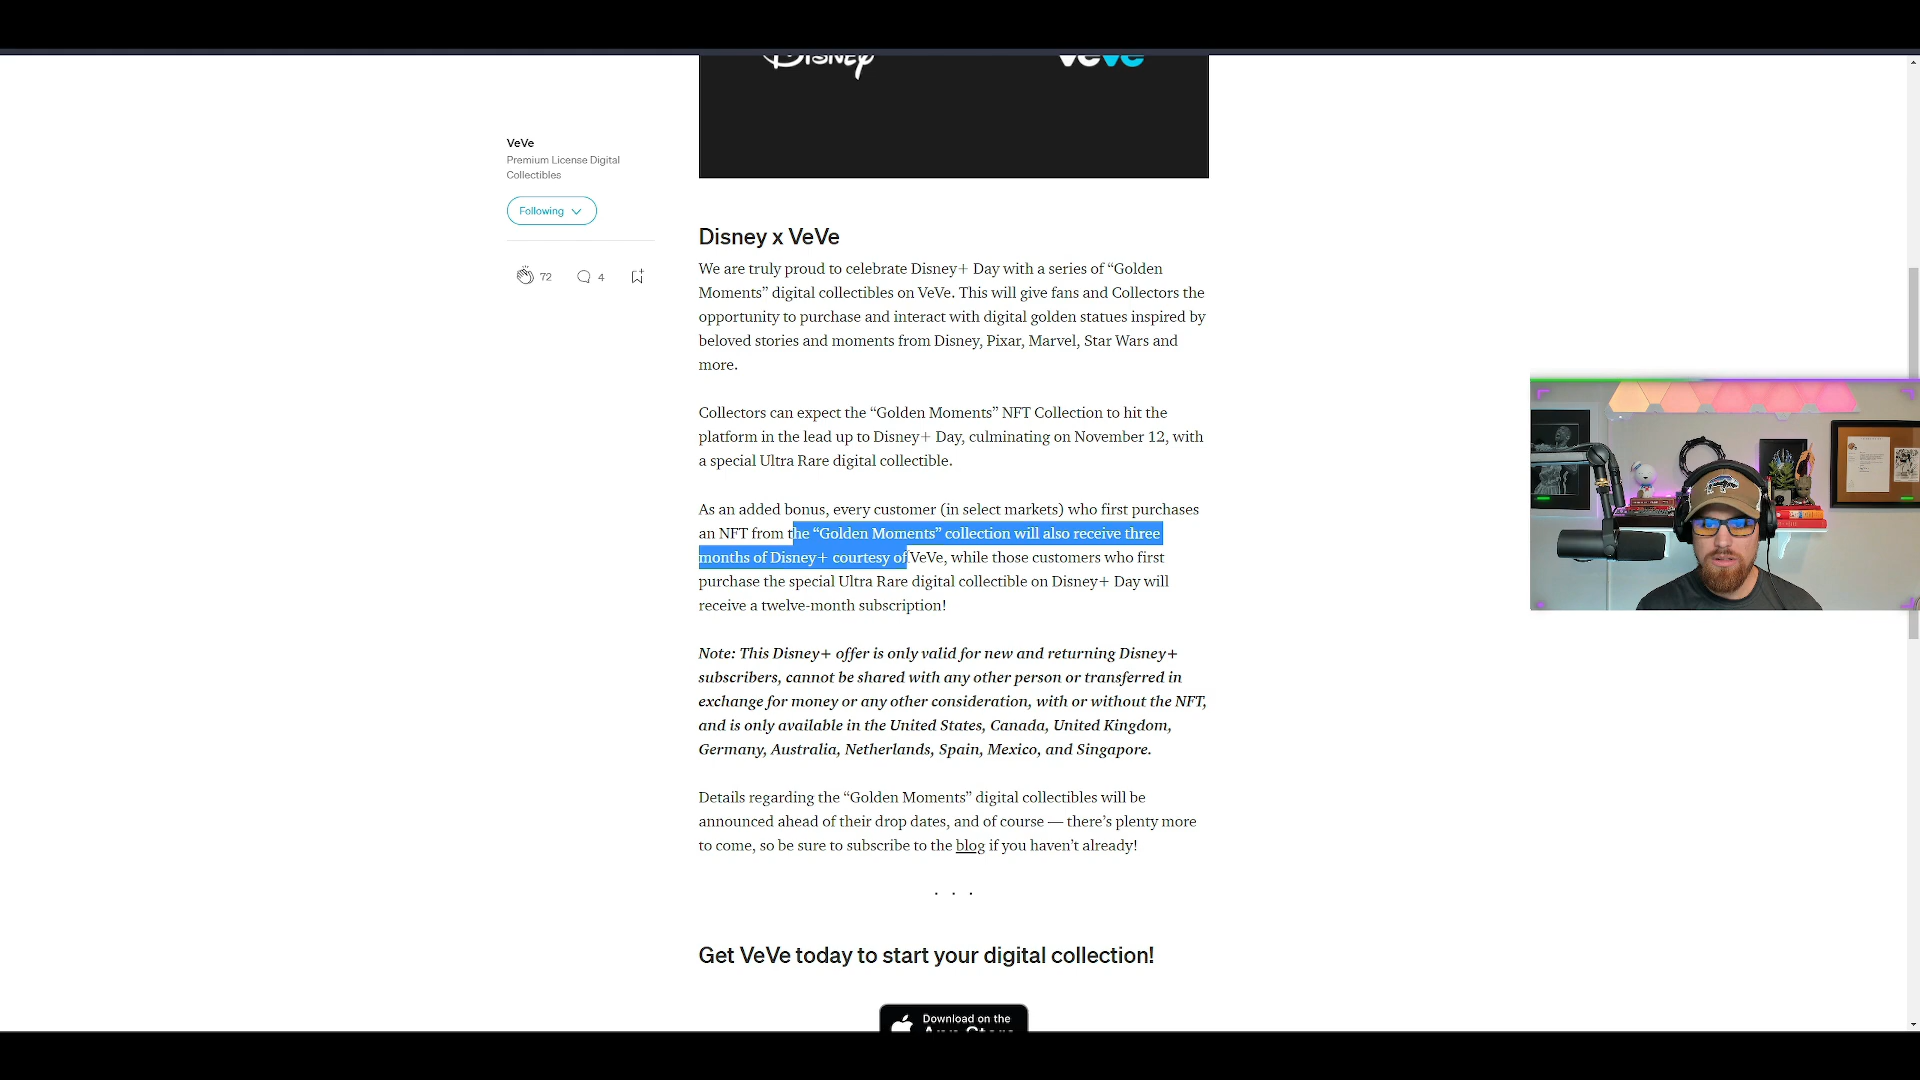 Disney
VeVe
VeVe
Premium License Digital
Collectibles
Following
72
4
Disney x VeVe
We are truly proud to celebrate Disney+ Day with a series of “Golden
Moments” digital collectibles on VeVe. This will give fans and Collectors the
opportunity to purchase and interact with digital golden statues inspired by
beloved stories and moments from Disney, Pixar, Marvel, Star Wars and
more.
Collectors can expect the “Golden Moments” NFT Collection to hit the
platform in the lead up to Disney+ Day, culminating on November 12, with
a special Ultra Rare digital collectible.
As an added bonus, every customer (in select markets) who first purchases
an NFT from the “Golden Moments” collection will also receive three
months of Disney+ courtesy of VeVe, while those customers who first
purchase the special Ultra Rare digital collectible on Disney+ Day will
receive a twelve-month subscription!
Note: This Disney+ offer is only valid for new and returning Disney+
subscribers, cannot be shared with any other person or transferred in
exchange for money or any other consideration, with or without the NFT,
and is only available in the United States, Canada, United Kingdom,
Germany, Australia, Netherlands, Spain, Mexico, and Singapore.
Details regarding the “Golden Moments” digital collectibles will be
announced ahead of their drop dates, and of course — there’s plenty more
to come, so be sure to subscribe to the blog if you haven’t already!
. . .
Get VeVe today to start your digital collection!
Download on the
App Store